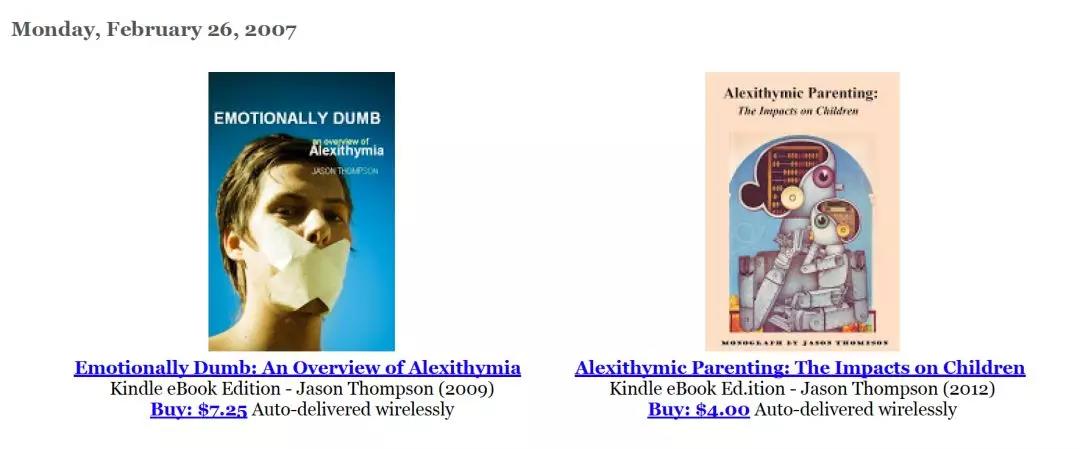 Monday, February 26, 2007
EMOTIONALLY DUMB
an overview of
Alexithymia
JASON THOMPSON
Emotionally Dumb: An Overview of Alexithymia
Kindle eBook Edition - Jason Thompson (2009)
Buy: $7.25 Auto-delivered wirelessly
Alexithymic Parenting:
The Impacts on Children
MONOGRAPH BY JASON THOMPSON
Alexithymic Parenting: The Impacts on Children
Kindle eBook Ed.ition - Jason Thompson (2012)
Buy: $4.00 Auto-delivered wirelessly